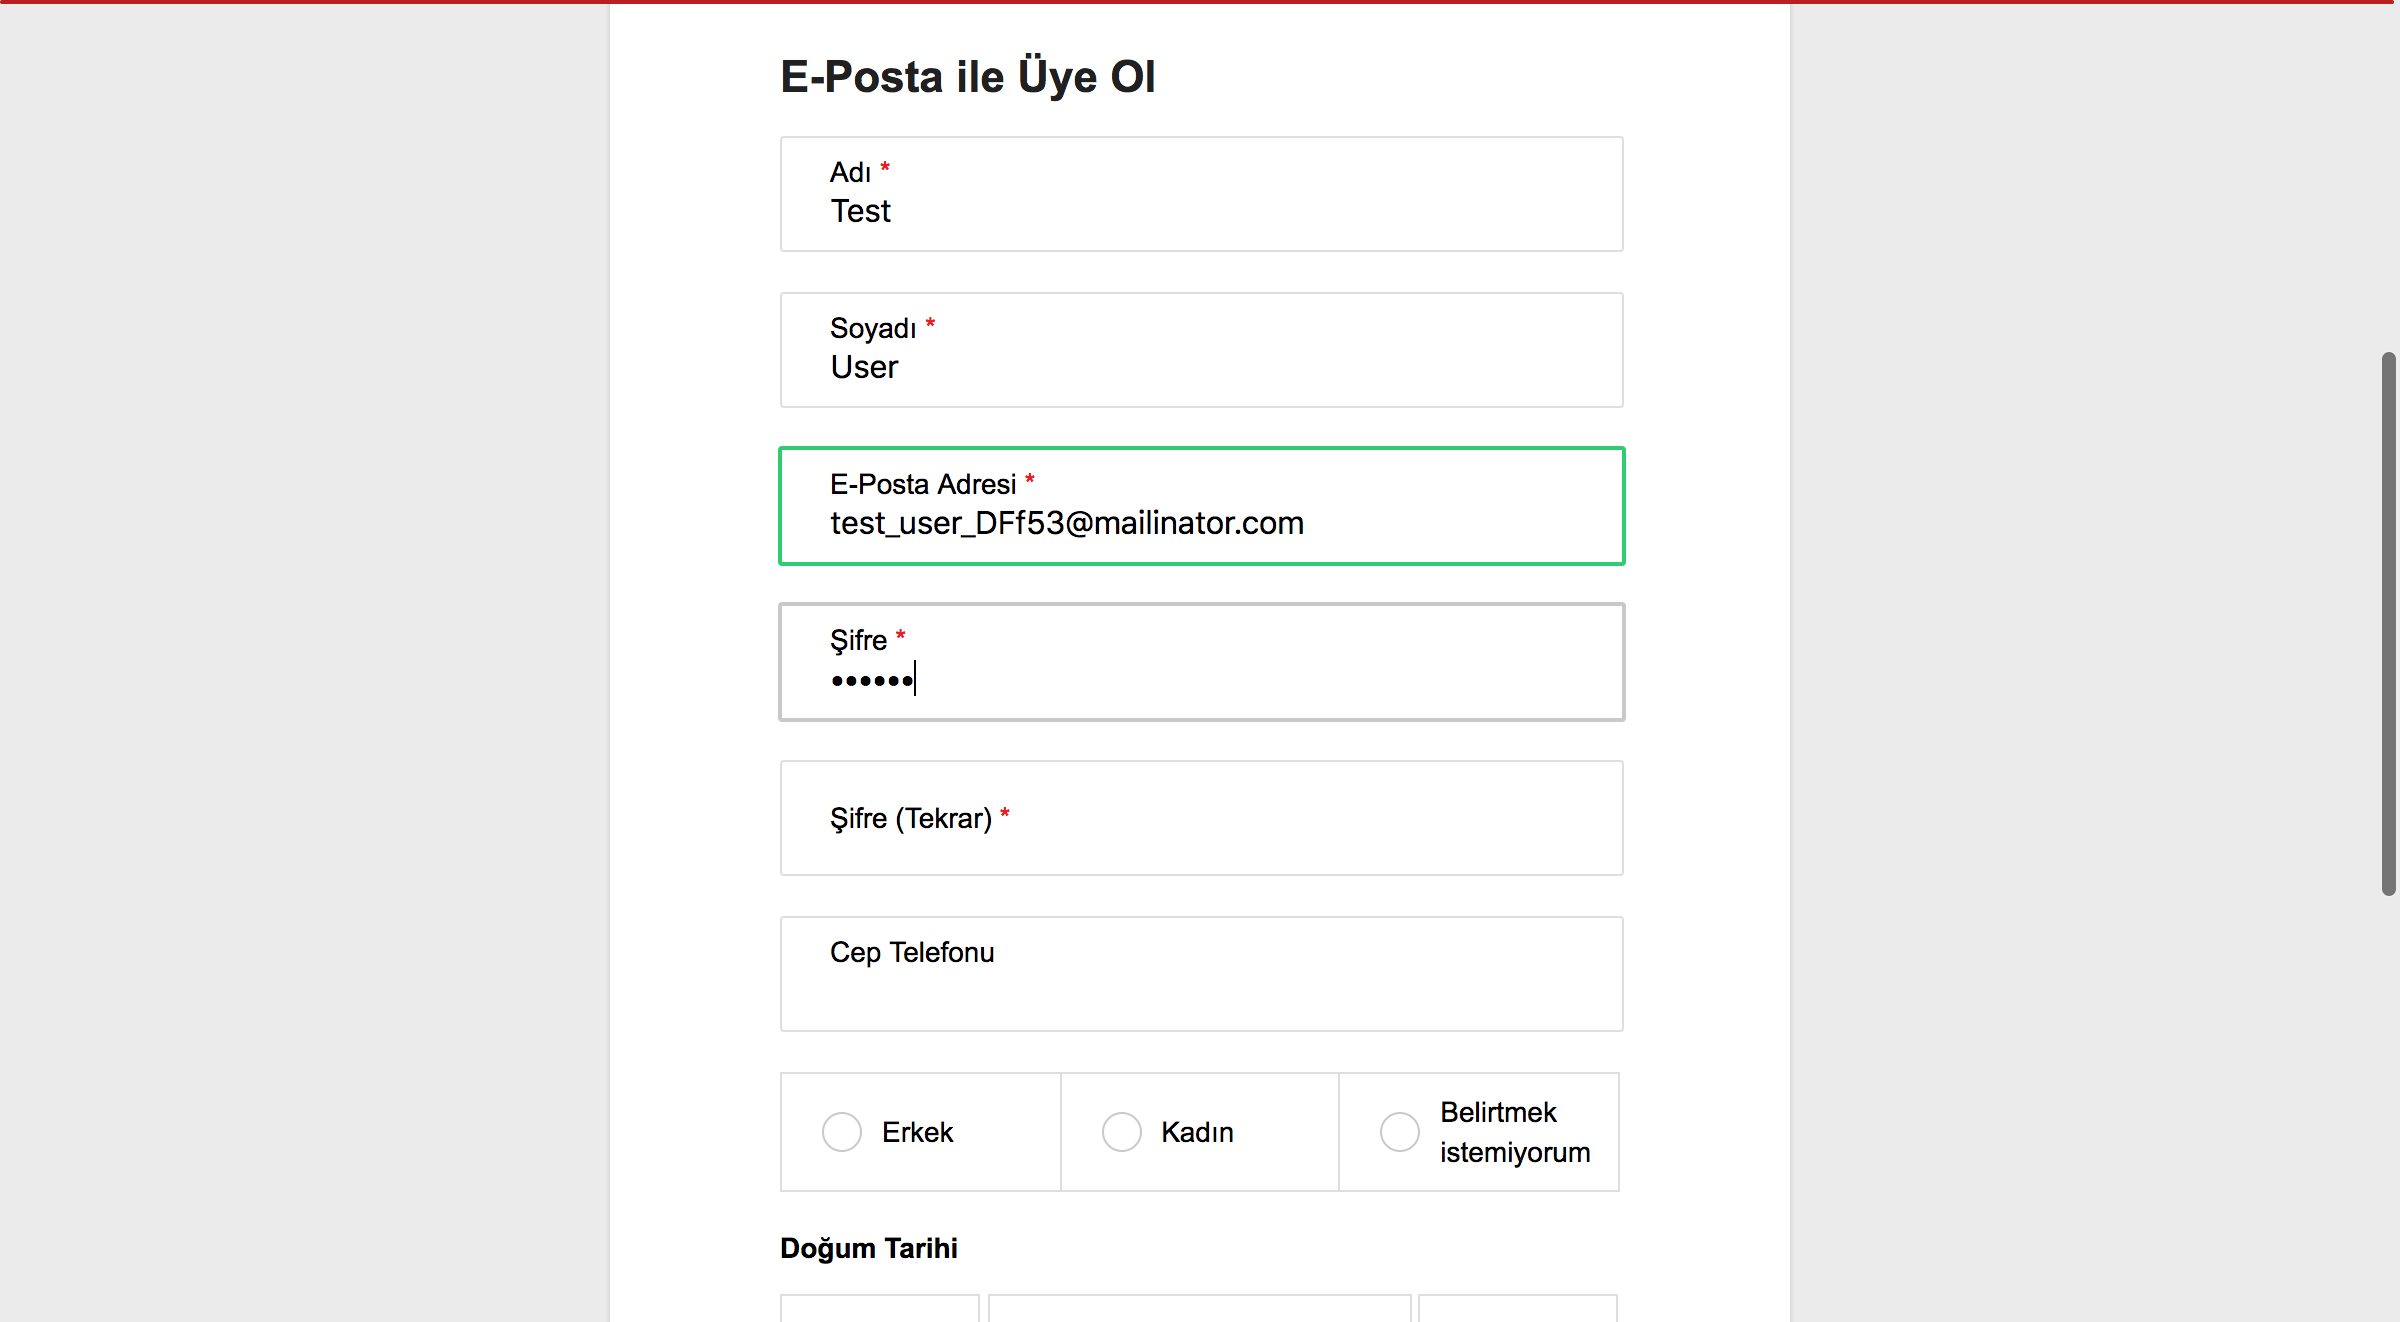 E-Posta ile Üye Ol
Adı *
Test
Soyadı *
User
E-Posta Adresi *
test_user_DFf53@mailinator.com
Şifre *
••••••
Şifre (Tekrar) *
Cep Telefonu
Erkek
Kadın
Belirtmek
istemiyorum
Doğum Tarihi